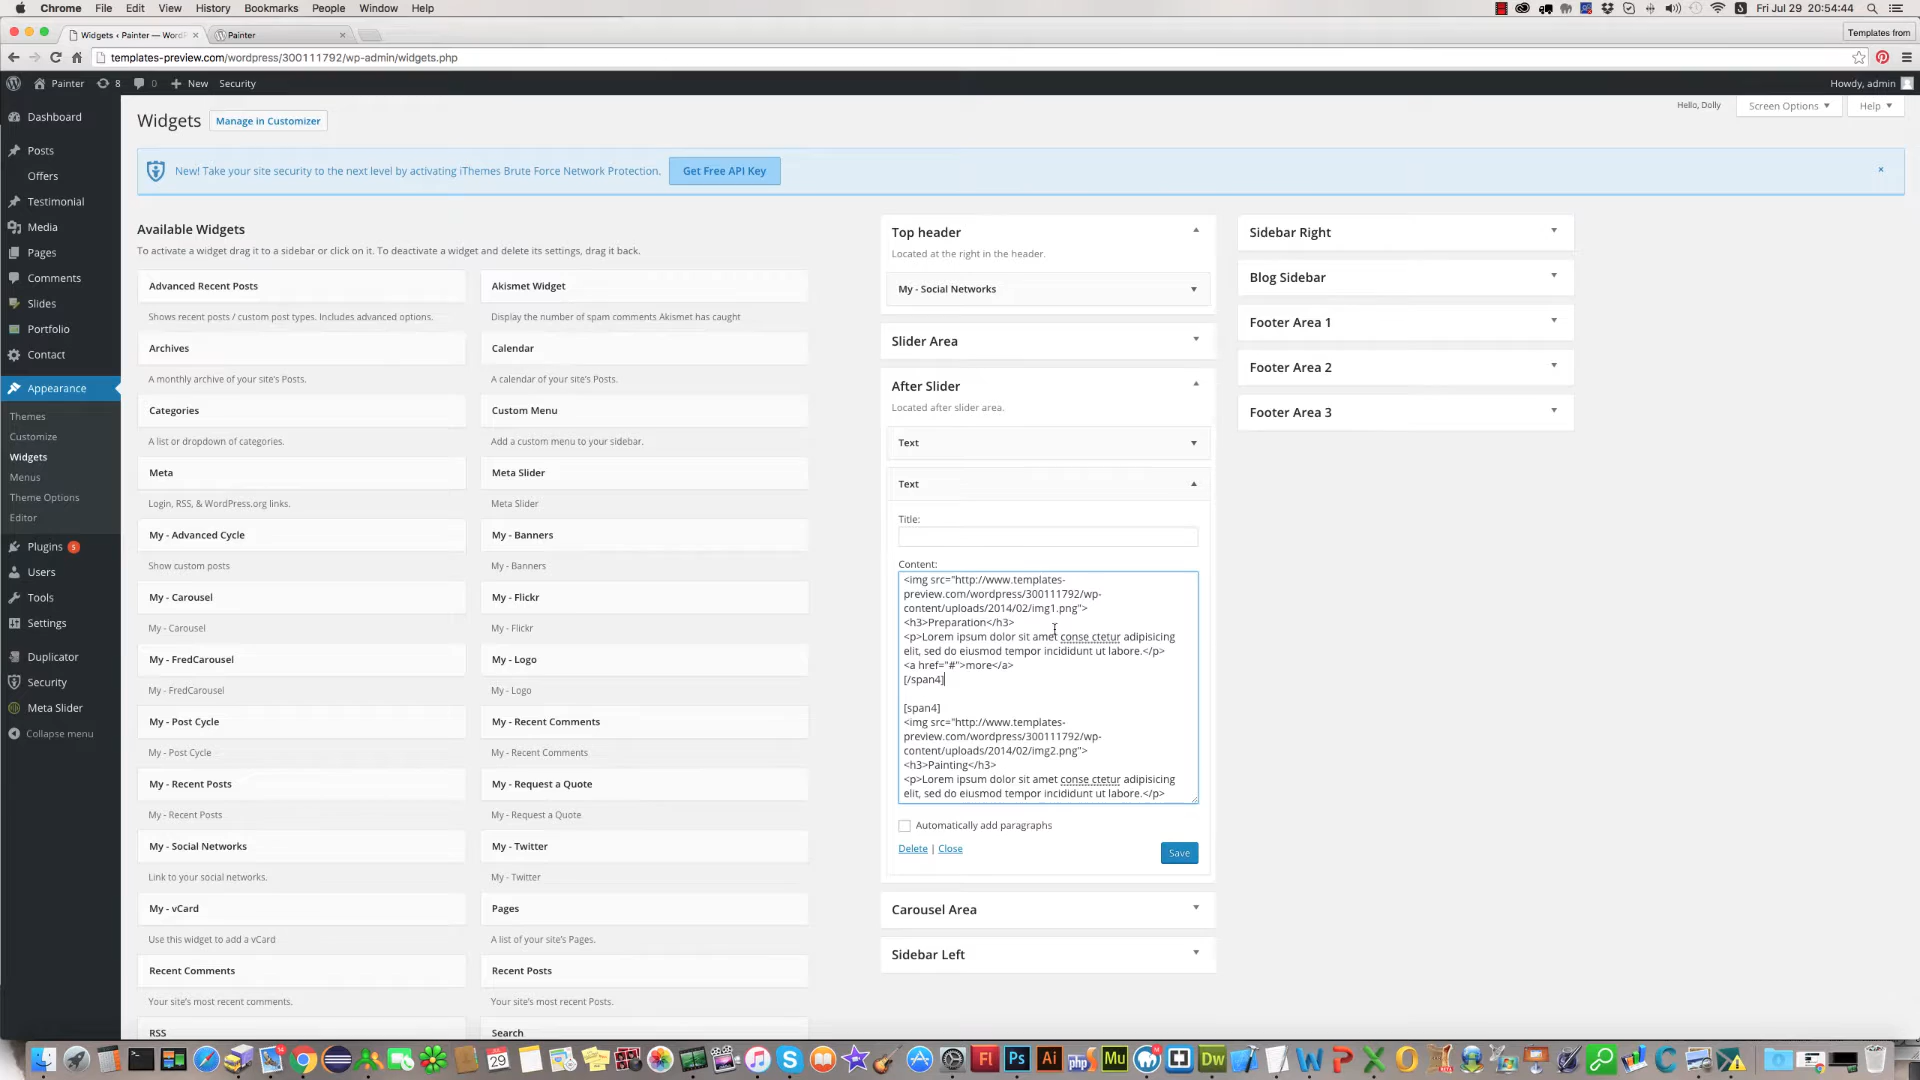 Chrome File Edit View History Bookmarks People Window Help Fri Jul 29 20:54:44
Widgets ‹ Painter — WordP Painter Templates from
templates-preview.com/wordpress/300111792/wp-admin/widgets.php
Painter 8 0 New Security Howdy, admin
Hello, Dolly Screen Options Help
Dashboard
Posts
Offers
Testimonial
Media
Pages
Comments
Slides
Portfolio
Contact
Appearance
Themes
Customize
Widgets
Menus
Theme Options
Editor
Plugins 5
Users
Tools
Settings
Duplicator
Security
Meta Slider
Collapse menu
Widgets Manage in Customizer
New! Take your site security to the next level by activating iThemes Brute Force Network Protection. Get Free API Key
Available Widgets
To activate a widget drag it to a sidebar or click on it. To deactivate a widget and delete its settings, drag it back.
Advanced Recent Posts
Shows recent posts / custom post types. Includes advanced options.
Akismet Widget
Display the number of spam comments Akismet has caught
Archives
A monthly archive of your site's Posts.
Calendar
A calendar of your site's Posts.
Categories
A list or dropdown of categories.
Custom Menu
Add a custom menu to your sidebar.
Meta
Login, RSS, & WordPress.org links.
Meta Slider
Meta Slider
My - Advanced Cycle
Show custom posts
My - Banners
My - Banners
My - Carousel
My - Carousel
My - Flickr
My - Flickr
My - FredCarousel
My - FredCarousel
My - Logo
My - Logo
My - Post Cycle
My - Post Cycle
My - Recent Comments
My - Recent Comments
My - Recent Posts
My - Recent Posts
My - Request a Quote
My - Request a Quote
My - Social Networks
Link to your social networks.
My - Twitter
My - Twitter
My - vCard
Use this widget to add a vCard
Pages
A list of your site's Pages.
Recent Comments
Your site's most recent comments.
Recent Posts
Your site's most recent Posts.
RSS
Search
Top header
Located at the right in the header.
My - Social Networks
Slider Area
After Slider
Located after slider area.
Text
Text
Title:
Content:
<img src="http://www.templates-
preview.com/wordpress/300111792/wp-
content/uploads/2014/02/img1.png">
<h3>Preparation</h3>
<p>Lorem ipsum dolor sit amet conse ctetur adipisicing
elit, sed do eiusmod tempor incididunt ut labore.</p>
<a href="#">more</a>
[/span4]
[span4]
<img src="http://www.templates-
preview.com/wordpress/300111792/wp-
content/uploads/2014/02/img2.png">
<h3>Painting</h3>
<p>Lorem ipsum dolor sit amet conse ctetur adipisicing
elit, sed do eiusmod tempor incididunt ut labore.</p>
Automatically add paragraphs
Delete | Close Save
Carousel Area
Sidebar Left
Sidebar Right
Blog Sidebar
Footer Area 1
Footer Area 2
Footer Area 3
29 Fl Ps Ai php Mu Dw